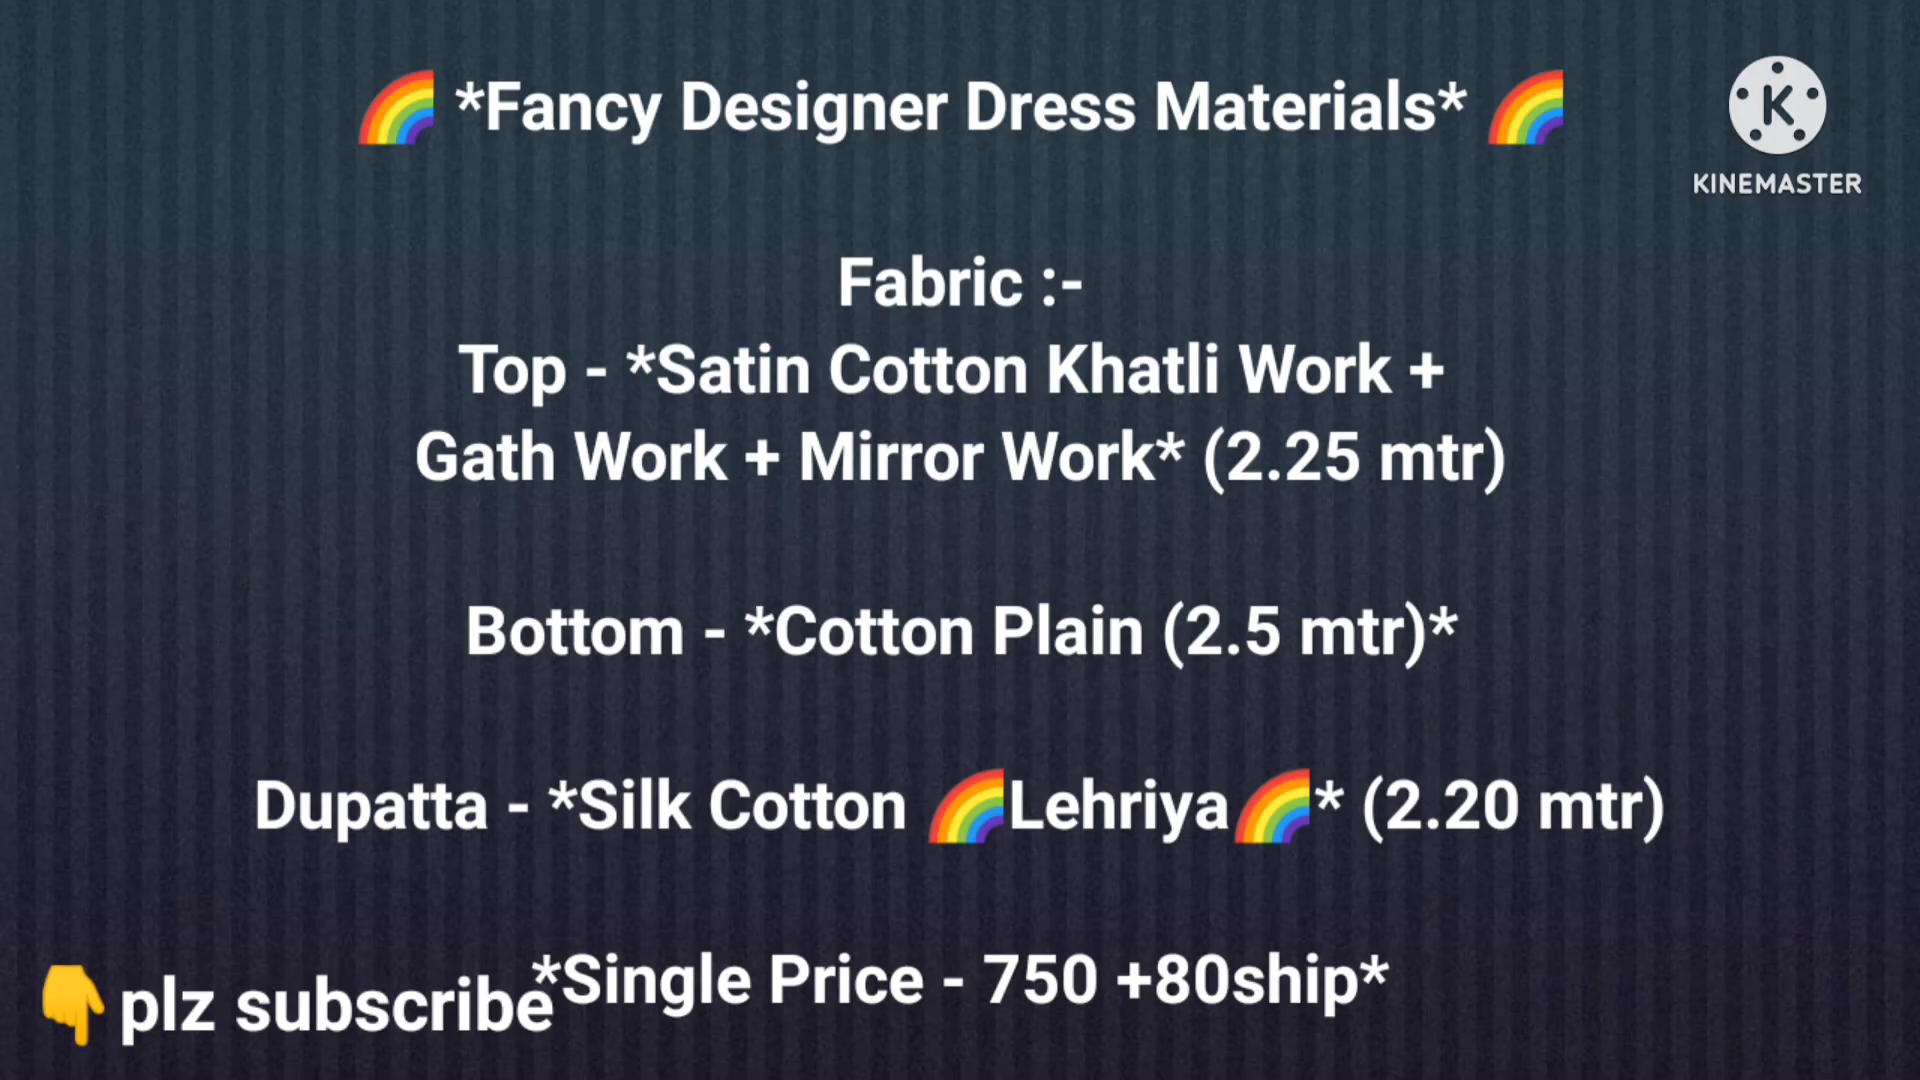 🌈 *Fancy Designer Dress Materials* 🌈
KINEMASTER
Fabric :-
Top - *Satin Cotton Khatli Work +
Gath Work + Mirror Work* (2.25 mtr)
Bottom - *Cotton Plain (2.5 mtr)*
Dupatta - *Silk Cotton 🌈Lehriya🌈* (2.20 mtr)
*Single Price - 750 +80ship*
👇 plz subscribe